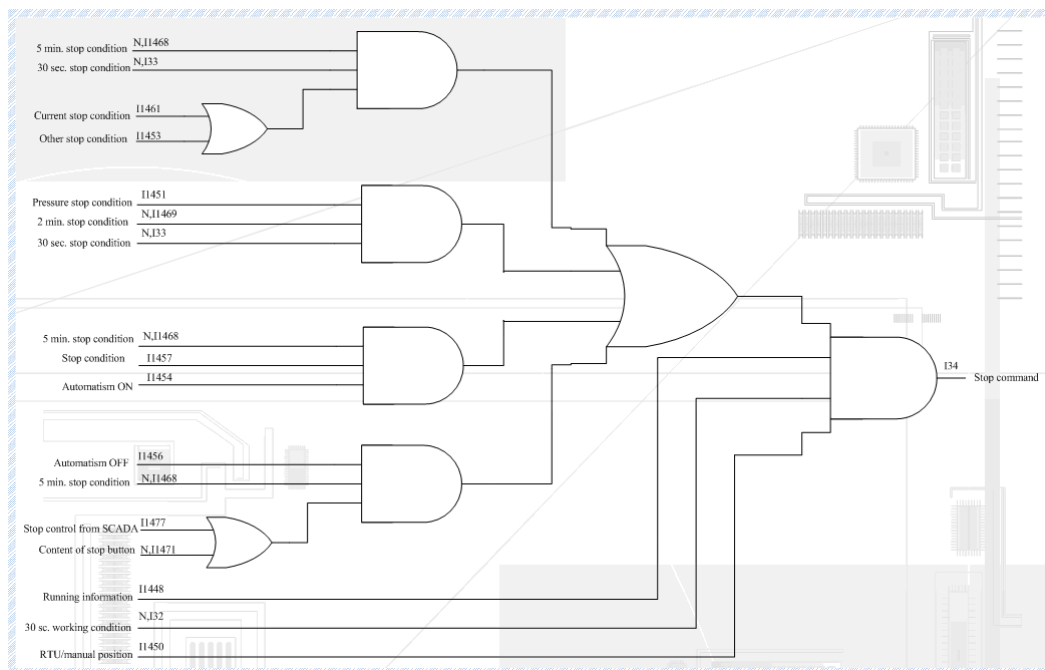 5 min. stop condition N,I1468
30 sec. stop condition N,I33
Current stop condition I1461
Other stop condition I1453
Pressure stop condition I1451
2 min. stop condition N,I1469
30 sec. stop condition N,I33
5 min. stop condition N,I1468
Stop condition I1457
Automatism ON I1454
I34 Stop command
Automatism OFF I1456
5 min. stop condition N,I1468
Stop control from SCADA I1477
Content of stop button N,I1471
Running information I1448
30 sc. working condition N,I32
RTU/manual position I1450